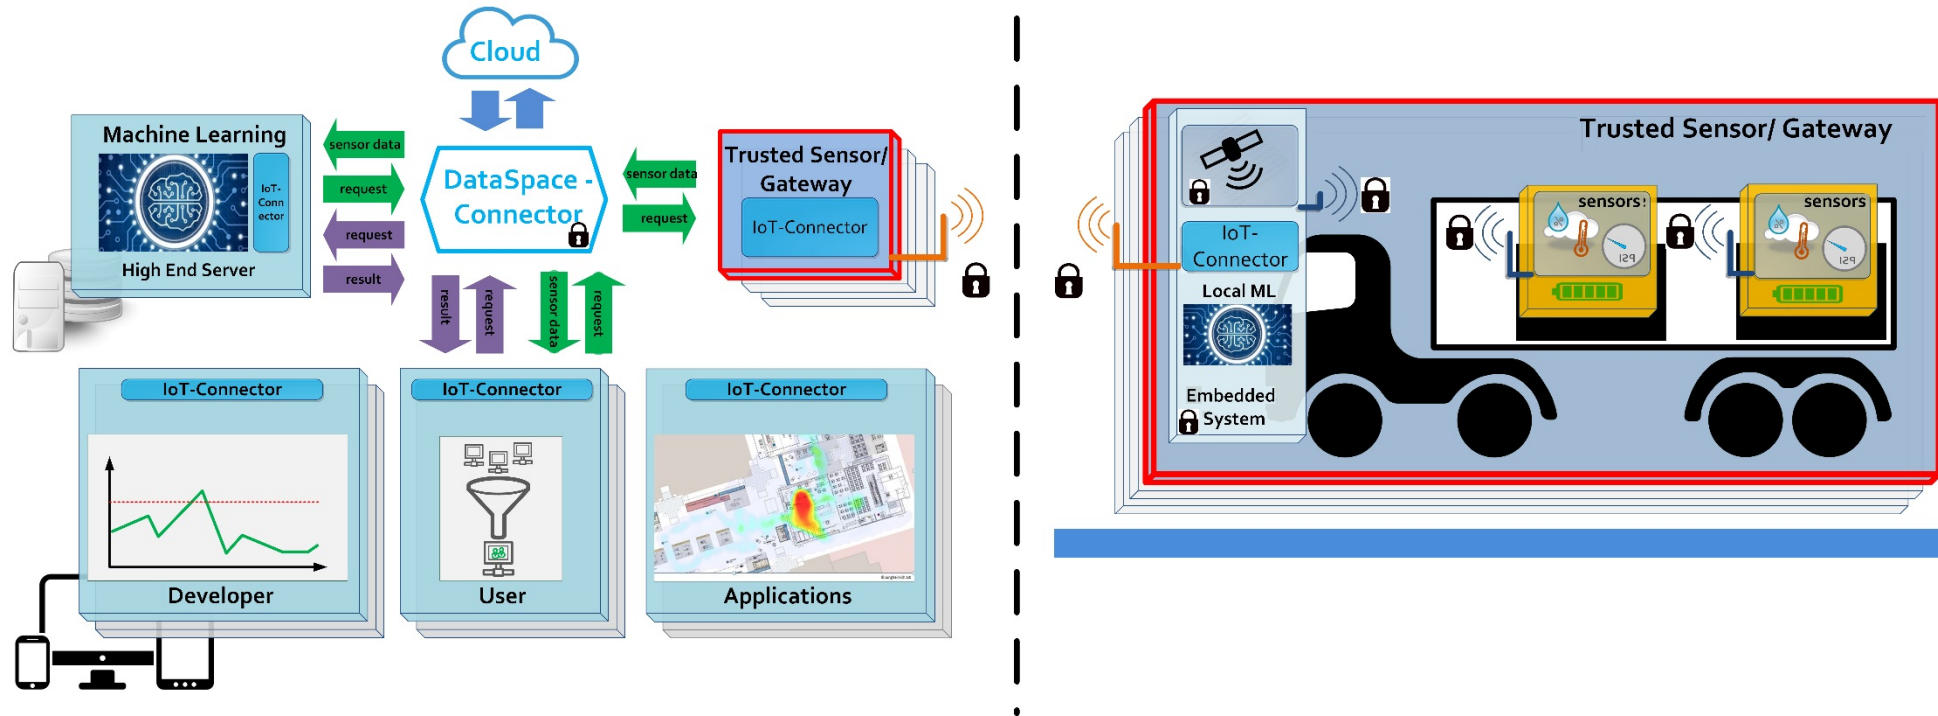 Cloud
Machine Learning
IoT-
Conn
ector
High End Server
sensor data
request
request
result
DataSpace -
Connector
sensor data
request
Trusted Sensor/
Gateway
IoT-Connector
result
request
sensor data
request
IoT-Connector
Developer
IoT-Connector
User
IoT-Connector
Applications
Trusted Sensor/ Gateway
IoT-
Connector
Local ML
Embedded
System
sensors:
%
129
sensors
%
129